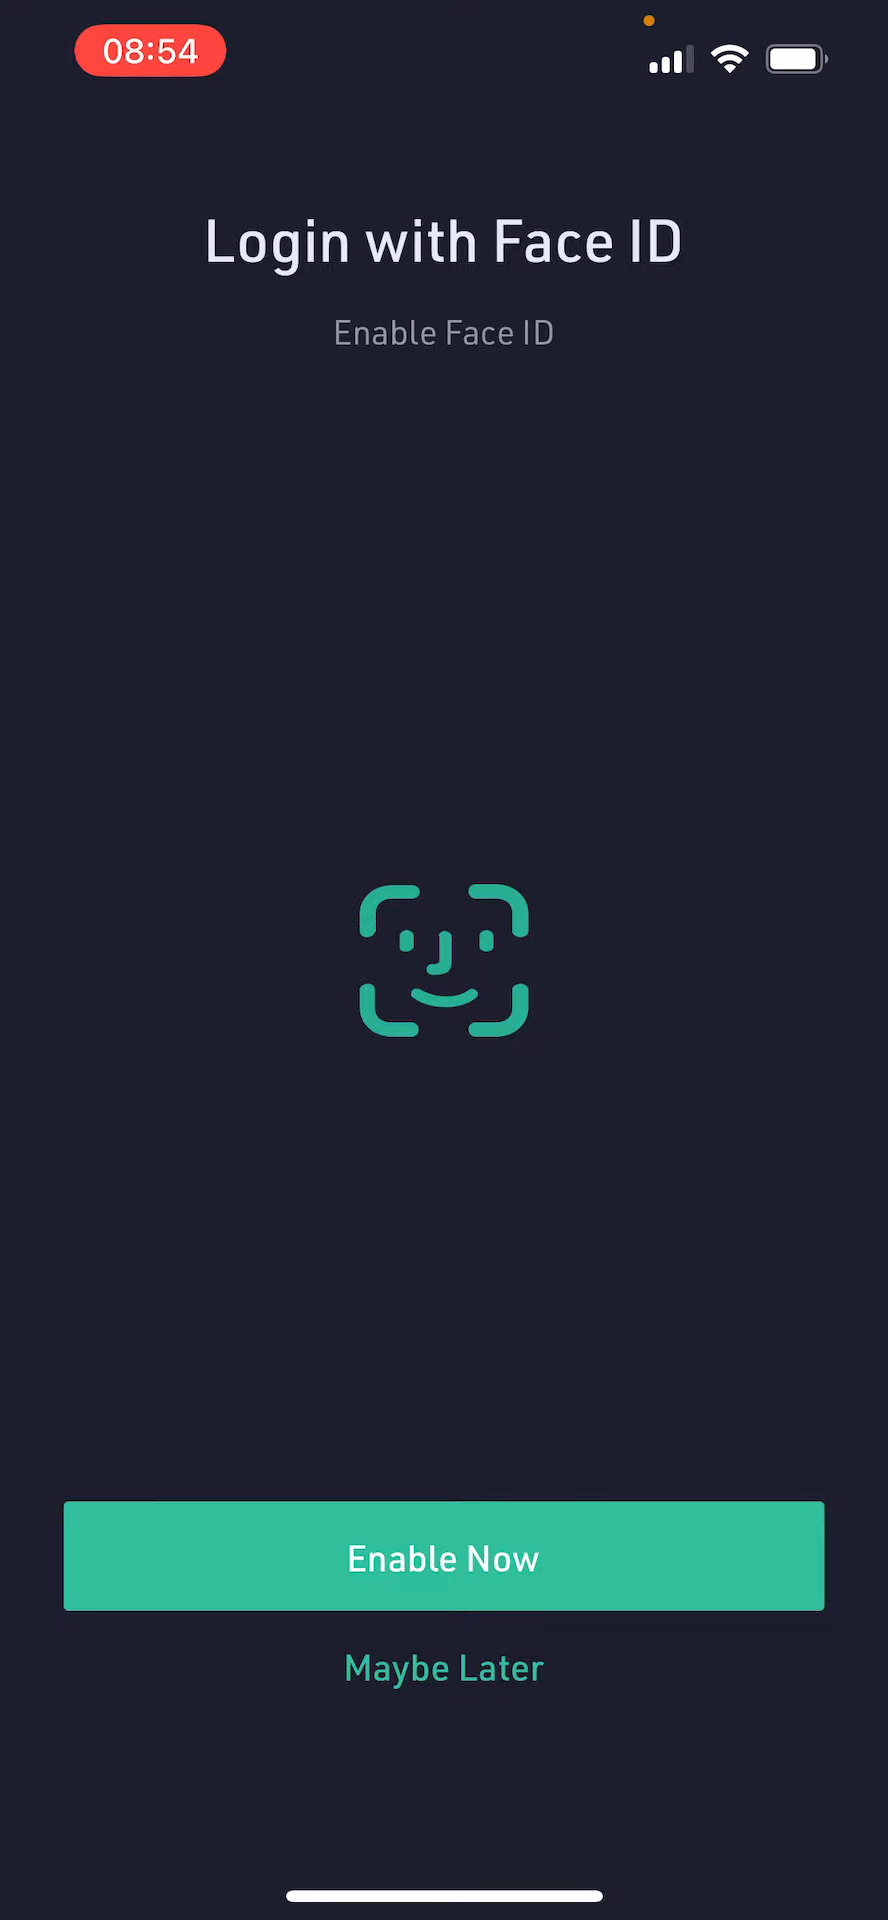 08:54
Login with Face ID
Enable Face ID
Enable Now
Maybe Later